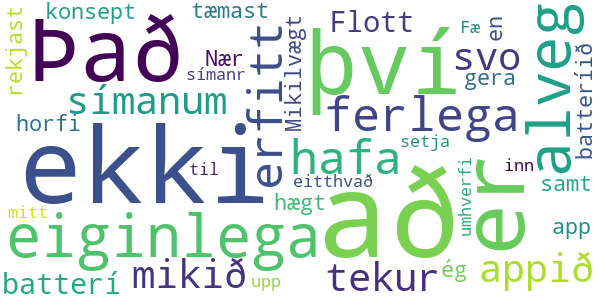 konsept
tæmast
Flott
Fæ
en
rekjast
Það
Nær
símanr
Mikilvægt
því
svo
gera
alveg
batteríið
símanum
erfitt
ferlega
horfi
ekki
til
hafa
setja
er
inn
samt
eitthvað
að
umhverfi
mitt
eiginlega
hægt
app
batterí
mikið
upp
tekur
ég
appið